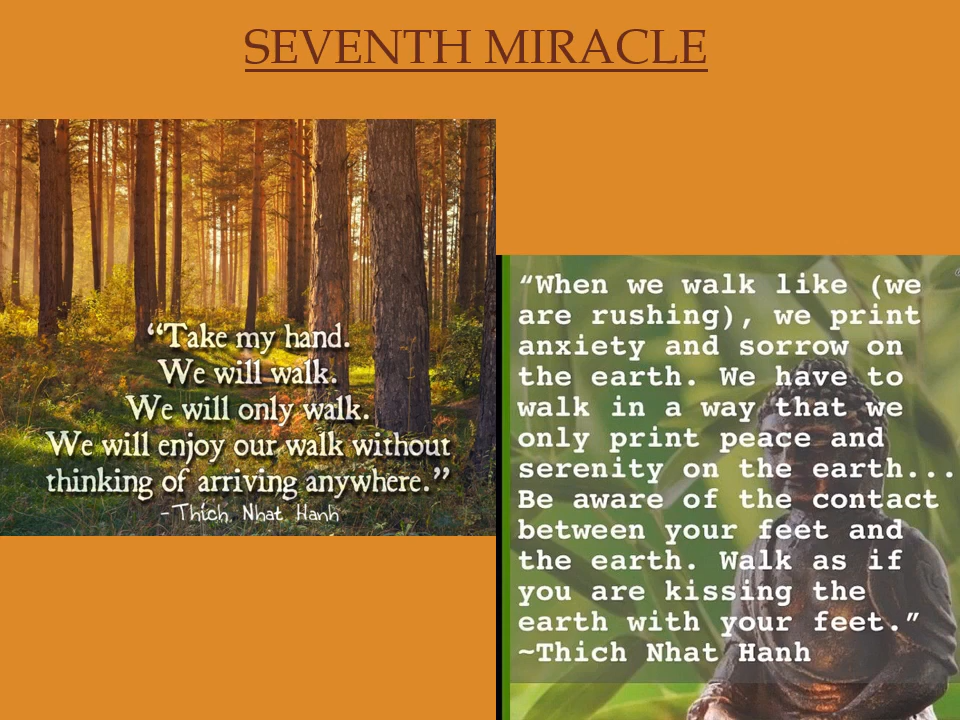 SEVENTH MIRACLE
“Take my hand.
We will walk.
We will only walk.
We will enjoy our walk without
thinking of arriving anywhere.”
-Thich Nhat Hanh
“When we walk like (we
are rushing), we print
anxiety and sorrow on
the earth. We have to
walk in a way that we
only print peace and
serenity on the earth...
Be aware of the contact
between your feet and
the earth. Walk as if
you are kissing the
earth with your feet.”
~Thich Nhat Hanh